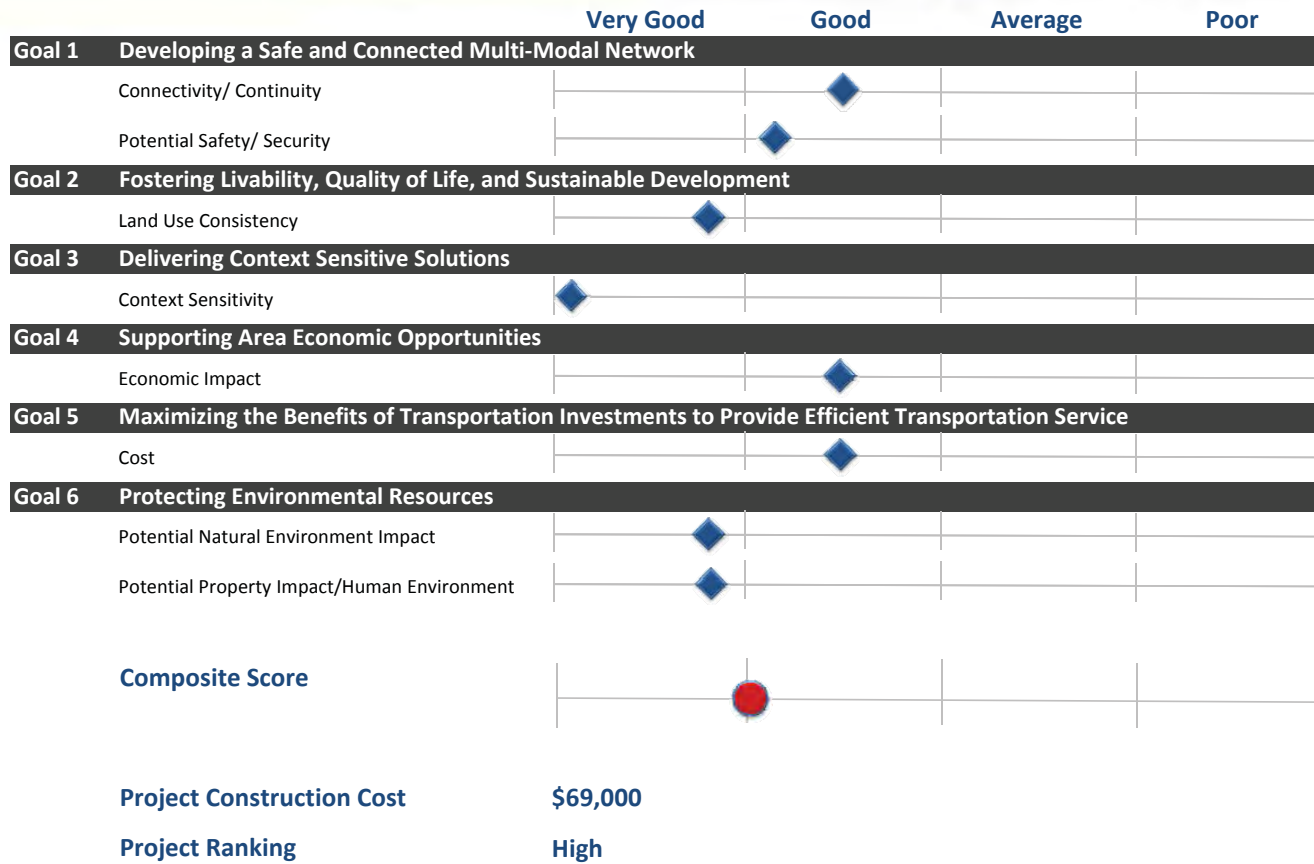 Very Good Good Average Poor
Goal 1 Developing a Safe and Connected Multi-Modal Network
Connectivity/ Continuity
Potential Safety/ Security
Goal 2 Fostering Livability, Quality of Life, and Sustainable Development
Land Use Consistency
Goal 3 Delivering Context Sensitive Solutions
Context Sensitivity
Goal 4 Supporting Area Economic Opportunities
Economic Impact
Goal 5 Maximizing the Benefits of Transportation Investments to Provide Efficient Transportation Service
Cost
Goal 6 Protecting Environmental Resources
Potential Natural Environment Impact
Potential Property Impact/Human Environment
Composite Score
Project Construction Cost $69,000
Project Ranking High